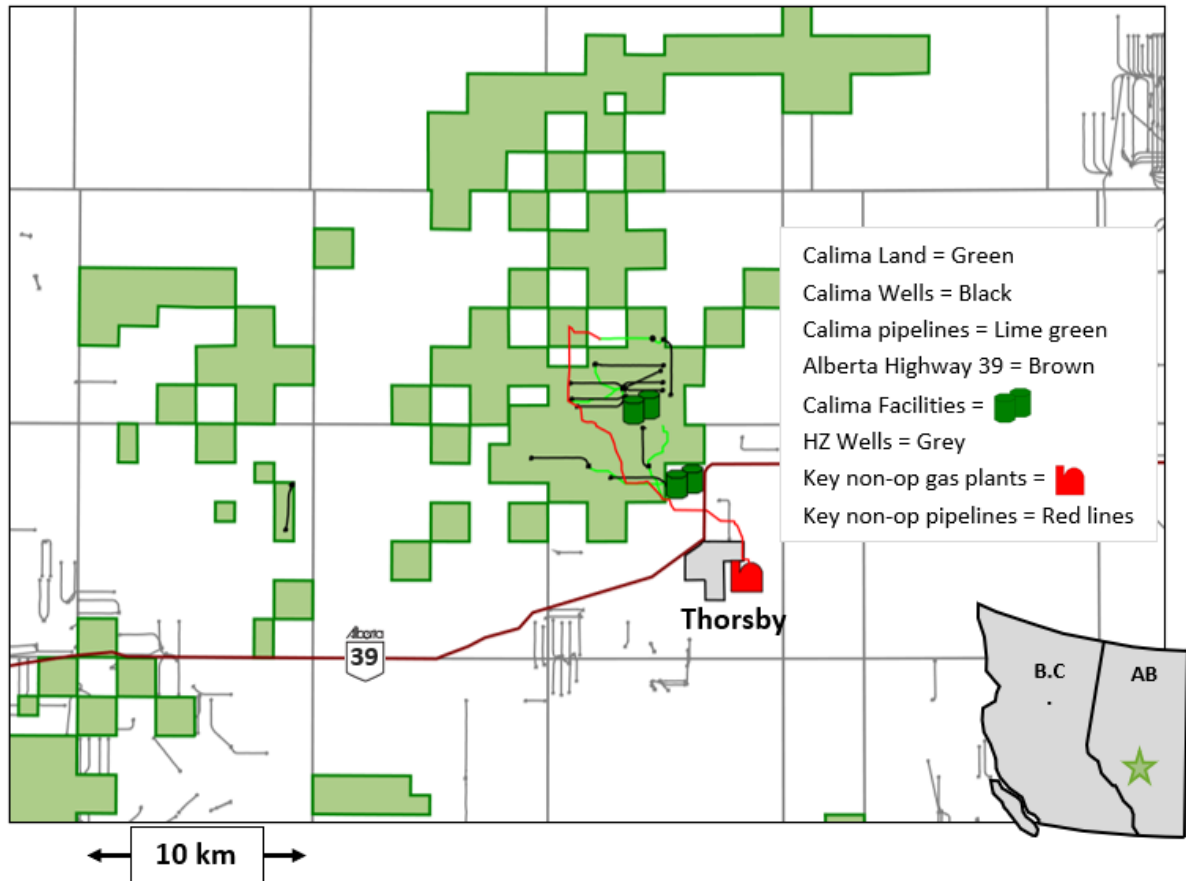 Calima Land = Green
Calima Wells = Black
Calima pipelines = Lime green
Alberta Highway 39 = Brown
Calima Facilities =
HZ Wells = Grey
Key non-op gas plants =
Key non-op pipelines = Red lines
Thorsby
Alberta
39
B.C
AB
10 km